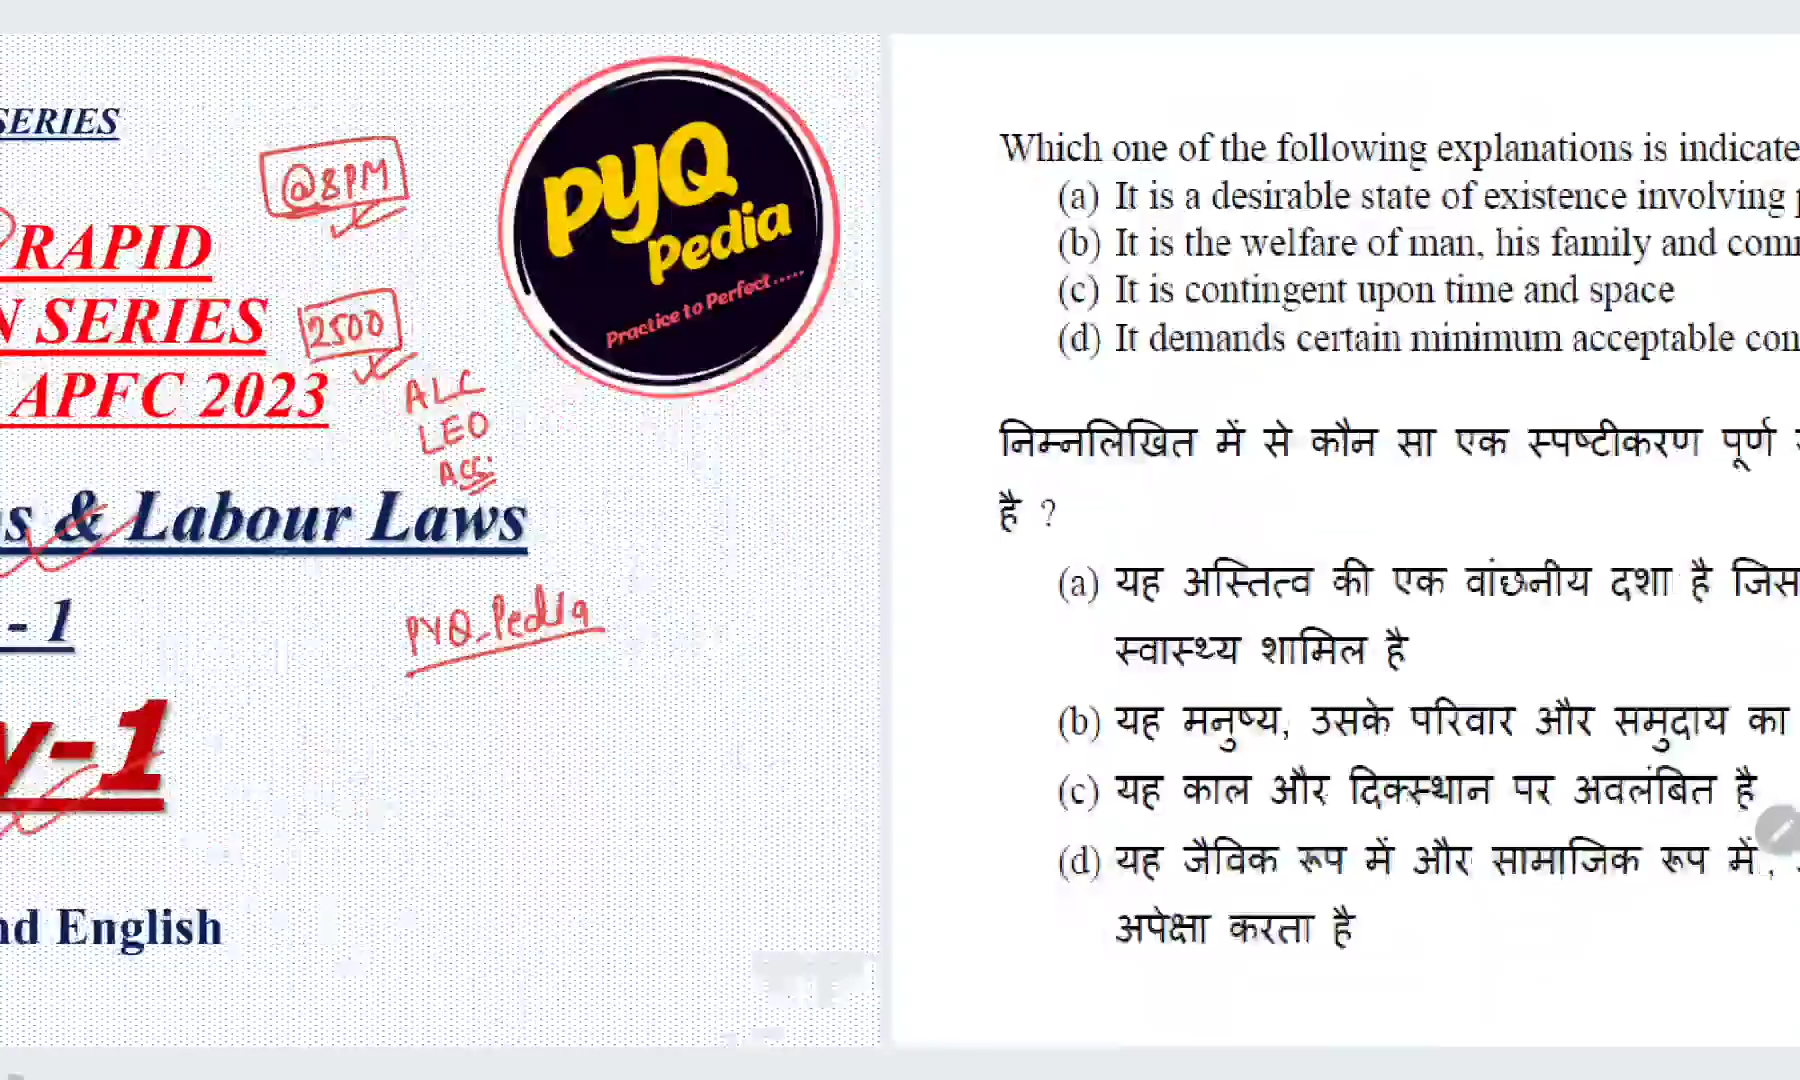 SERIES
@8PM
RAPID
N SERIES
2500
APFC 2023
ALC
LEO
ACC
s & Labour Laws
- 1
PYQ_Pedia
y-1
nd English
PYQ
Pedia
Practice to Perfect.....
Which one of the following explanations is indicate
(a) It is a desirable state of existence involving
(b) It is the welfare of man, his family and com
(c) It is contingent upon time and space
(d) It demands certain minimum acceptable con
निम्नलिखित में से कौन सा एक स्पष्टीकरण पूर्ण
है ?
(a) यह अस्तित्व की एक वांछनीय दशा है जिस
स्वास्थ्य शामिल है
(b) यह मनुष्य, उसके परिवार और समुदाय का
(c) यह काल और दिक्स्थान पर अवलंबित है
(d) यह जैविक रूप में और सामाजिक रूप में,
अपेक्षा करता है